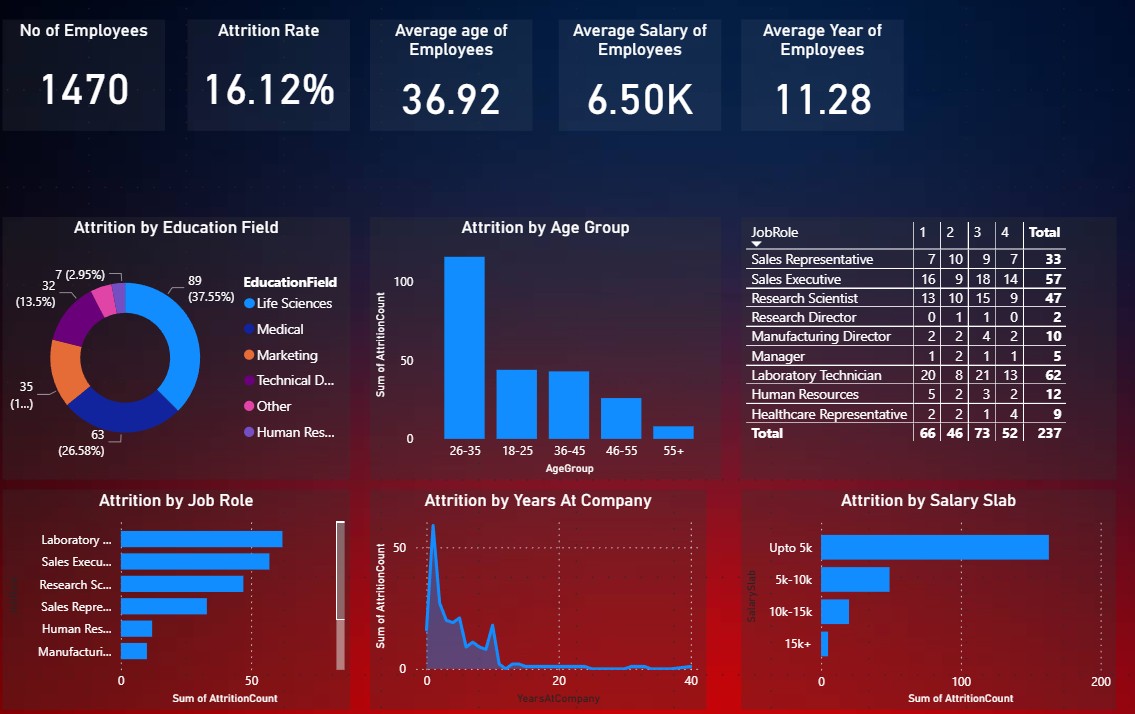 No of Employees
1470
Attrition Rate
16.12%
Average age of
Employees
36.92
Average Salary of
Employees
6.50K
Average Year of
Employees
11.28
Attrition by Education Field
7 (2.95%)
32
(13.5%)
35
(1...)
63
(26.58%)
89
(37.55%)
EducationField
Life Sciences
Medical
Marketing
Technical D...
Other
Human Res...
Attrition by Age Group
Sum of AttritionCount
100
50
0
26-35 18-25 36-45 46-55 55+
AgeGroup
JobRole 1 2 3 4 Total
Sales Representative 7 10 9 7 33
Sales Executive 16 9 18 14 57
Research Scientist 13 10 15 9 47
Research Director 0 1 1 0 2
Manufacturing Director 2 2 4 2 10
Manager 1 2 1 1 5
Laboratory Technician 20 8 21 13 62
Human Resources 5 2 3 2 12
Healthcare Representative 2 2 1 4 9
Total 66 46 73 52 237
Attrition by Job Role
Laboratory ...
Sales Execu...
Research Sc...
Sales Repre...
Human Res...
Manufacturi...
0 50
Sum of AttritionCount
Attrition by Years At Company
Sum of AttritionCount
50
0
0 20 40
YearsAtCompany
Attrition by Salary Slab
SalarySlab
Upto 5k
5k-10k
10k-15k
15k+
0 100 200
Sum of AttritionCount